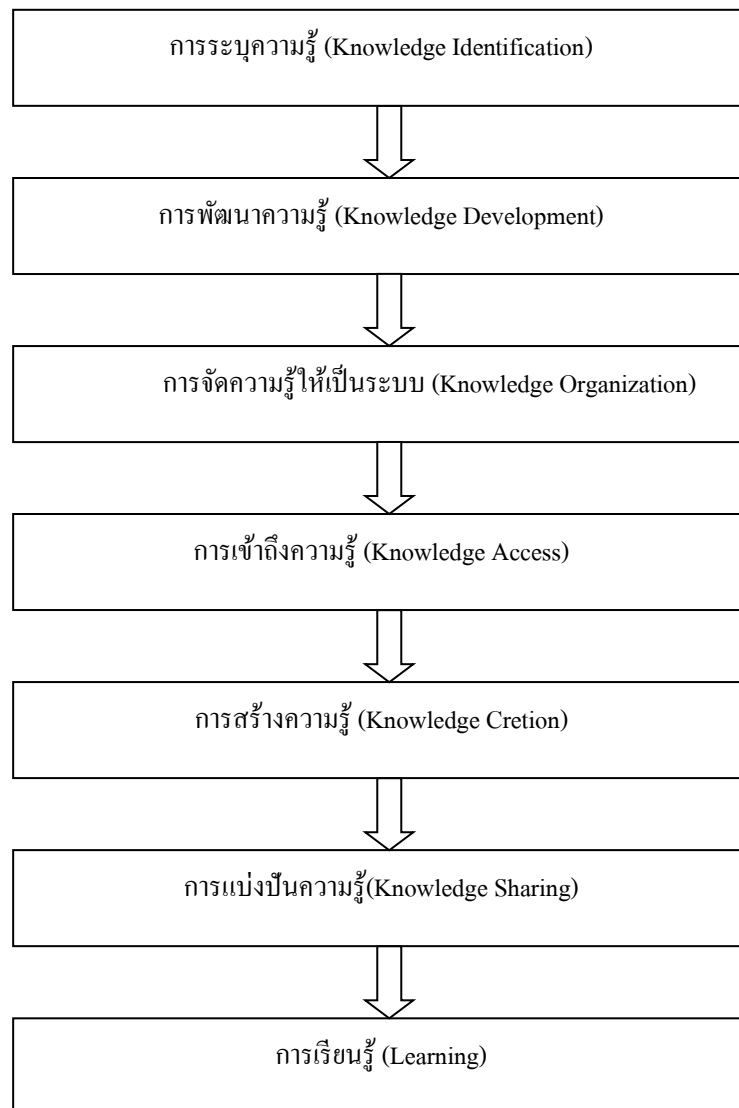 การระบุความรู้ (Knowledge Identification)
การพัฒนาความรู้ (Knowledge Development)
การจัดความรู้ให้เป็นระบบ (Knowledge Organization)
การเข้าถึงความรู้ (Knowledge Access)
การสร้างความรู้ (Knowledge Cretion)
การแบ่งปันความรู้(Knowledge Sharing)
การเรียนรู้ (Learning)